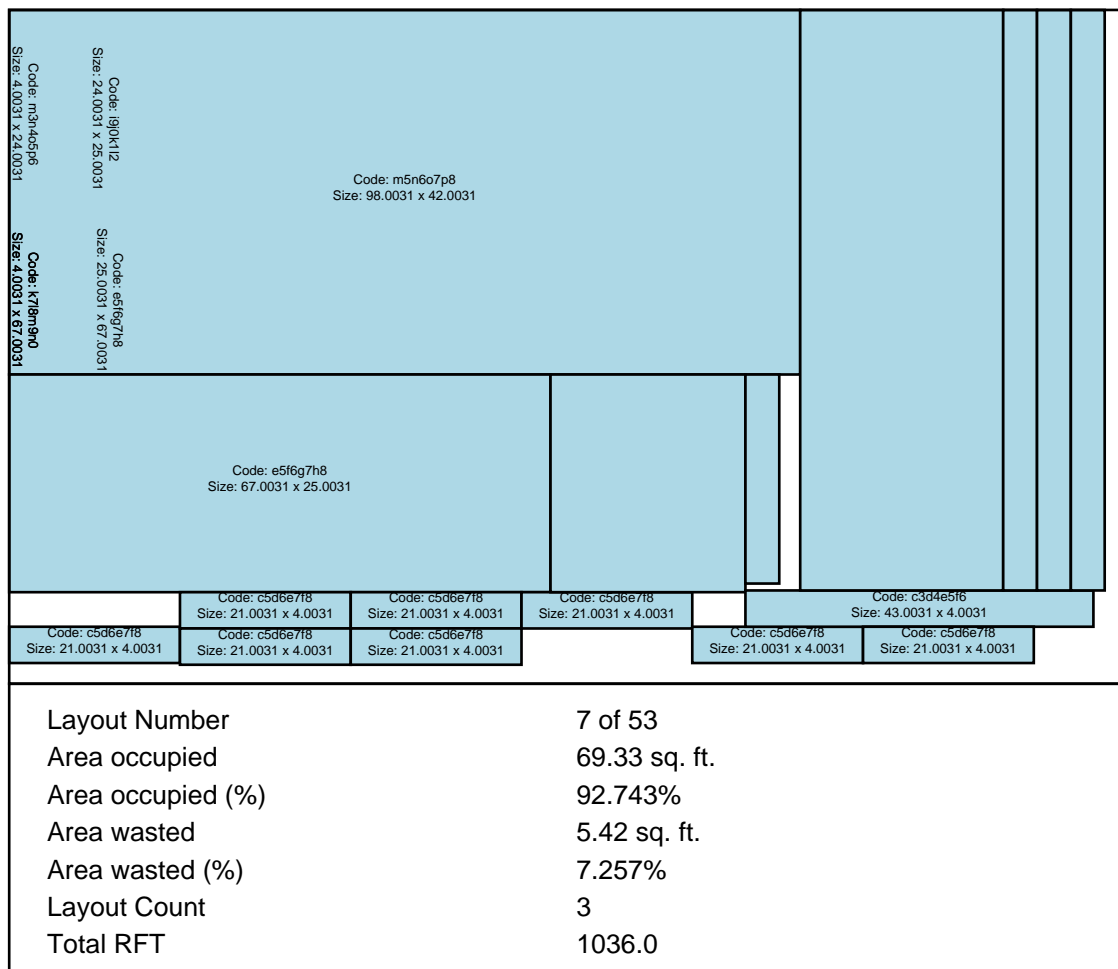 Code: m3n4o5p6
Size: 4.0031 x 24.0031
Code: i9j0k1l2
Size: 24.0031 x 25.0031
Code: m5n6o7p8
Size: 98.0031 x 42.0031
Code: k7l8m9n0
Size: 4.0031 x 67.0031
Code: e5f6g7h8
Size: 25.0031 x 67.0031
Code: e5f6g7h8
Size: 67.0031 x 25.0031
Code: c5d6e7f8
Size: 21.0031 x 4.0031
Code: c5d6e7f8
Size: 21.0031 x 4.0031
Code: c5d6e7f8
Size: 21.0031 x 4.0031
Code: c3d4e5f6
Size: 43.0031 x 4.0031
Code: c5d6e7f8
Size: 21.0031 x 4.0031
Code: c5d6e7f8
Size: 21.0031 x 4.0031
Code: c5d6e7f8
Size: 21.0031 x 4.0031
Code: c5d6e7f8
Size: 21.0031 x 4.0031
Code: c5d6e7f8
Size: 21.0031 x 4.0031
Layout Number 7 of 53
Area occupied 69.33 sq. ft.
Area occupied (%) 92.743%
Area wasted 5.42 sq. ft.
Area wasted (%) 7.257%
Layout Count 3
Total RFT 1036.0